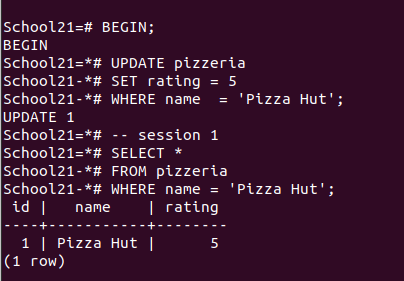 School21=# BEGIN;
BEGIN
School21=*# UPDATE pizzeria
School21-*# SET rating = 5
School21-*# WHERE name  = 'Pizza Hut';
UPDATE 1
School21=*# -- session 1
School21=*# SELECT *
School21-*# FROM pizzeria
School21-*# WHERE name = 'Pizza Hut';
 id |   name    | rating
----+-----------+--------
  1 | Pizza Hut |      5
(1 row)